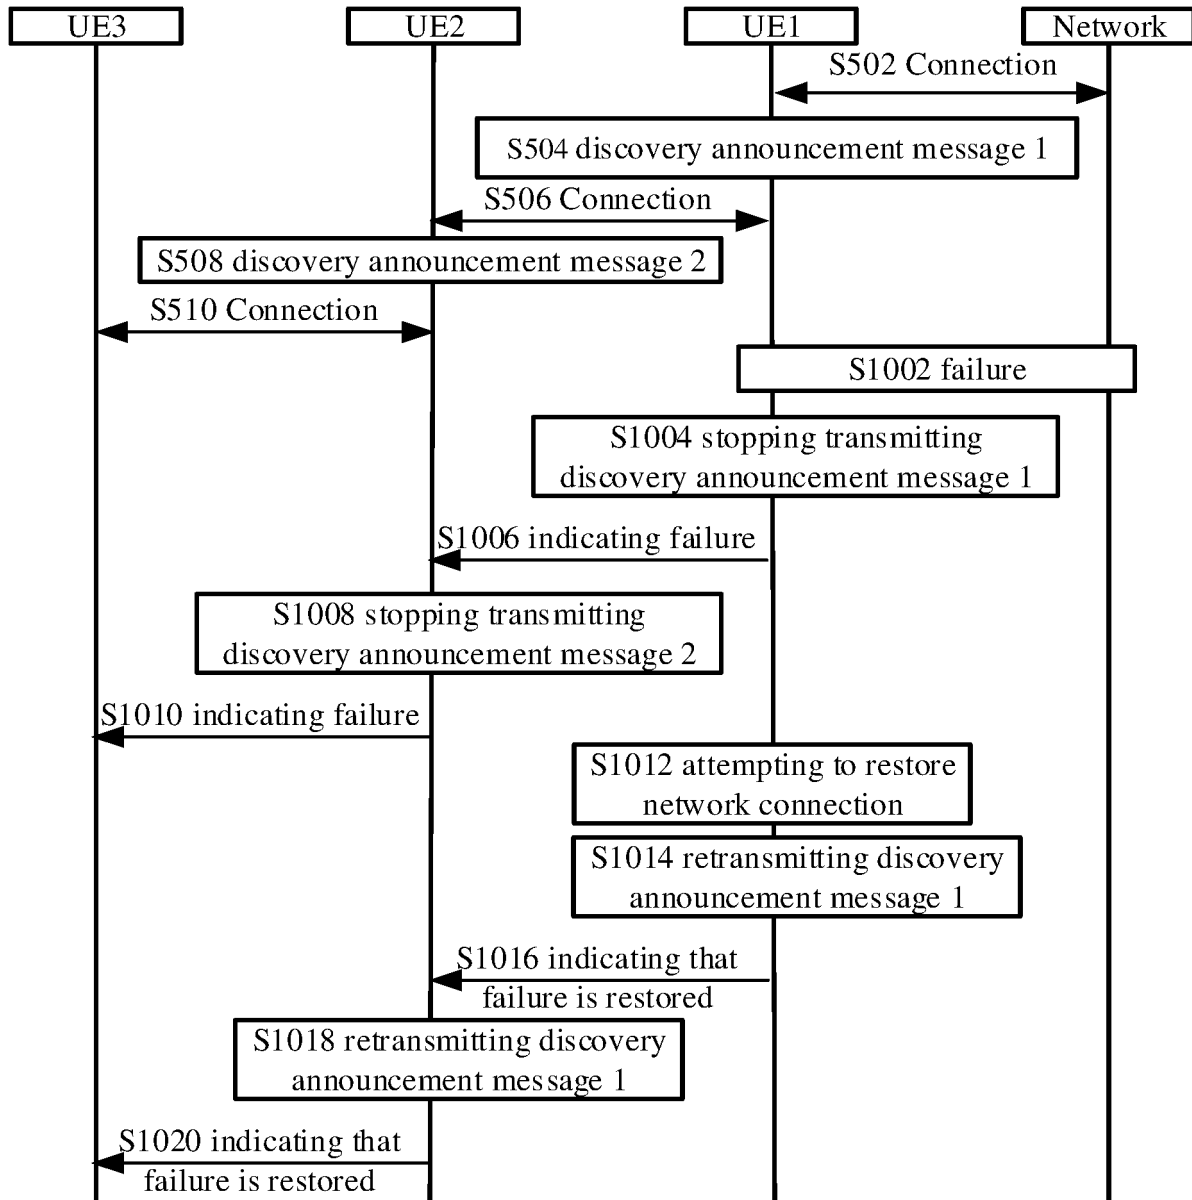 UE3
UE2
UE1
Network
S502 Connection
S504 discovery announcement message 1
S506 Connection
S508 discovery announcement message 2
S510 Connection
S1002 failure
S1004 stopping transmitting
discovery announcement message 1
S1006 indicating failure
S1008 stopping transmitting
discovery announcement message 2
S1010 indicating failure
S1012 attempting to restore
network connection
S1014 retransmitting discovery
announcement message 1
S1016 indicating that
failure is restored
S1018 retransmitting discovery
announcement message 1
S1020 indicating that
failure is restored